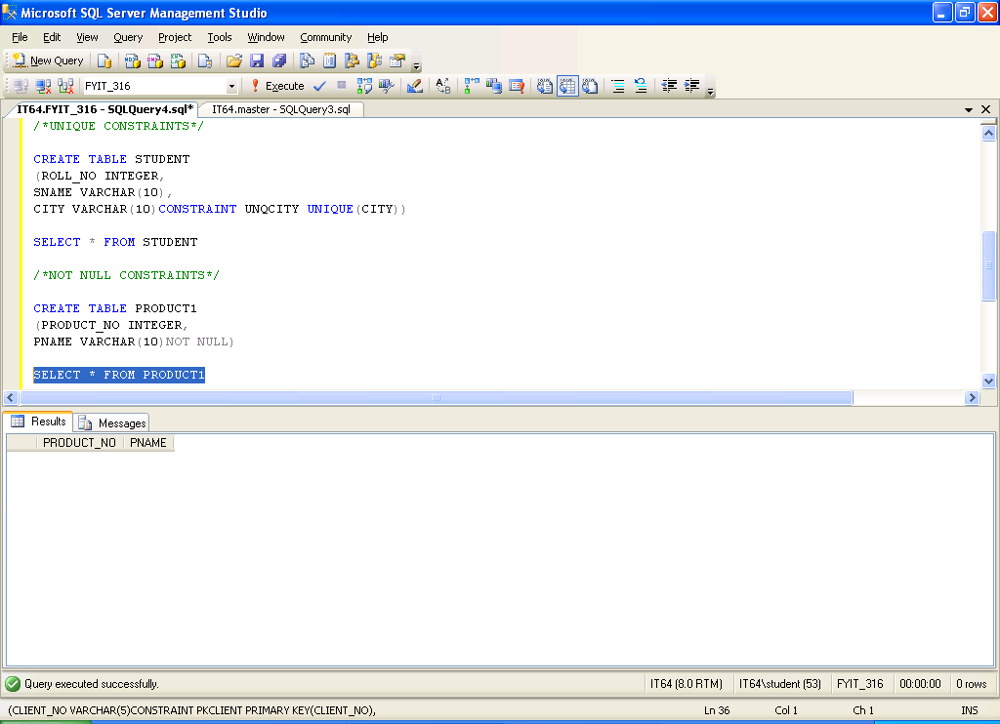 Microsoft SQL Server Management Studio
File Edit View Query Project Tools Window Community Help
New Query
FYIT_316 Execute
IT64.FYIT_316 - SQLQuery4.sql* IT64.master - SQLQuery3.sql
/*UNIQUE CONSTRAINTS*/
CREATE TABLE STUDENT
(ROLL_NO INTEGER,
SNAME VARCHAR(10),
CITY VARCHAR(10)CONSTRAINT UNQCITY UNIQUE(CITY))
SELECT * FROM STUDENT
/*NOT NULL CONSTRAINTS*/
CREATE TABLE PRODUCT1
(PRODUCT_NO INTEGER,
PNAME VARCHAR(10)NOT NULL)
SELECT * FROM PRODUCT1
Results Messages
PRODUCT_NO PNAME
Query executed successfully. IT64 (8.0 RTM) IT64\student (53) FYIT_316 00:00:00 0 rows
(CLIENT_NO VARCHAR(5)CONSTRAINT PKCLIENT PRIMARY KEY(CLIENT_NO), Ln 36 Col 1 Ch 1 INS